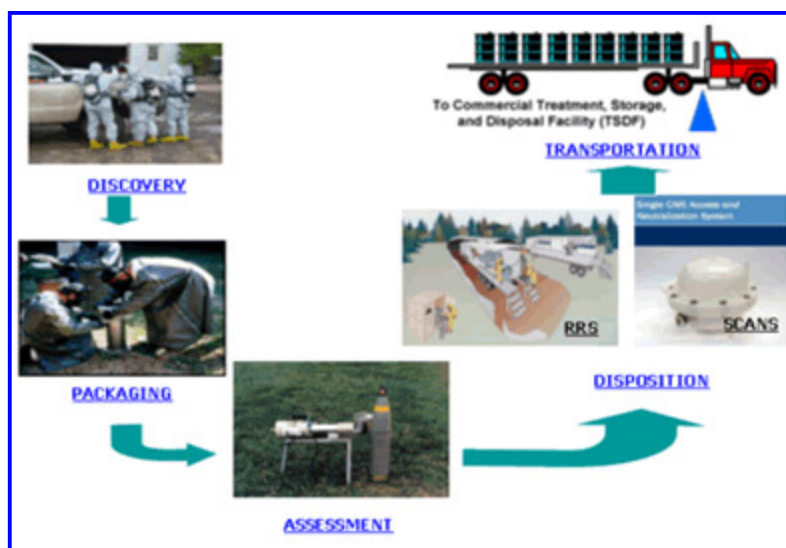 DISCOVERY
PACKAGING
ASSESSMENT
Single CAIS Access and
Neutralization System
RRS
SCANS
DISPOSITION
To Commercial Treatment, Storage,
and Disposal Facility (TSDF)
TRANSPORTATION